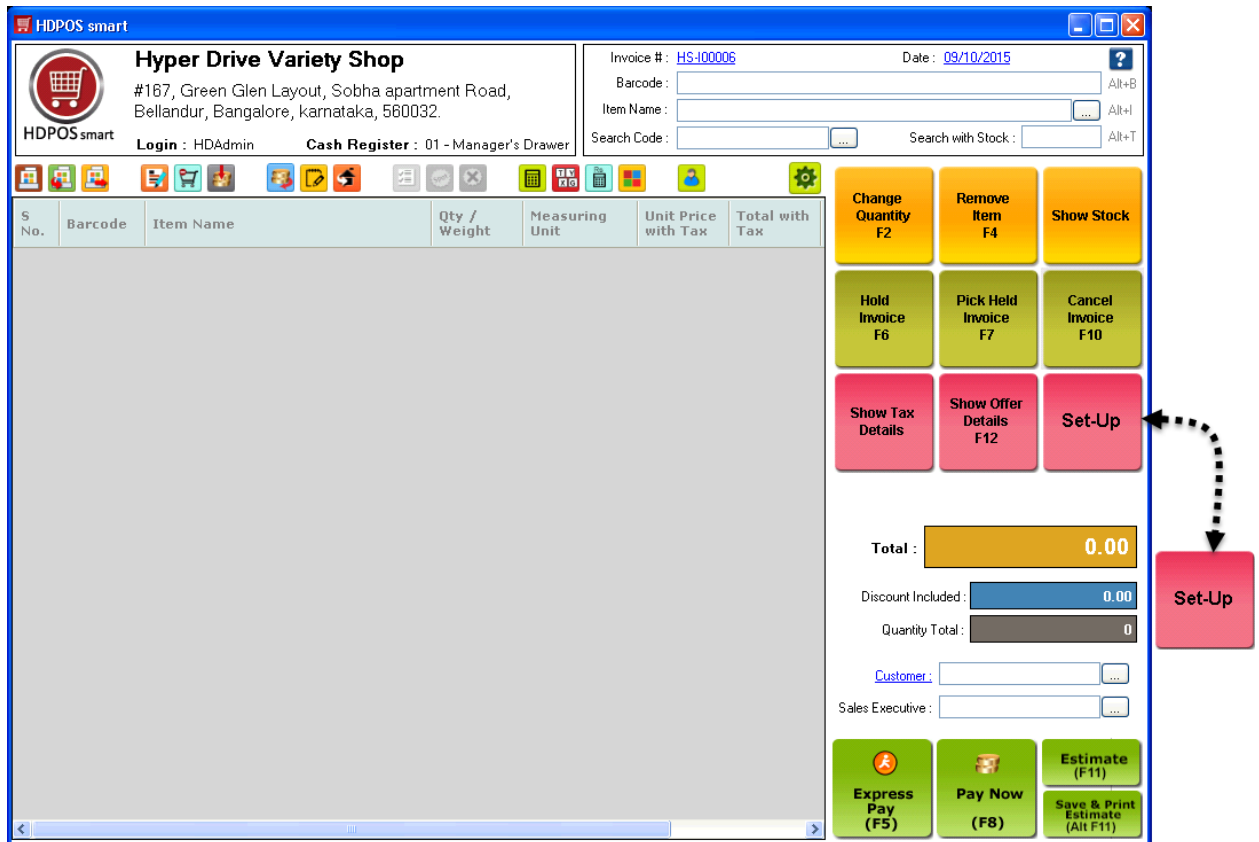 HDPOS smart
HDPOS smart
Hyper Drive Variety Shop
#167, Green Glen Layout, Sobha apartment Road,
Bellandur, Bangalore, karnataka, 560032.
Login : HDAdmin Cash Register : 01 - Manager's Drawer
Invoice # : HS-I00006 Date : 09/10/2015 ?
Barcode : Alt+B
Item Name : ... Alt+I
Search Code : ... Search with Stock : Alt+T
S No. Barcode Item Name Qty / Weight Measuring Unit Unit Price with Tax Total with Tax
Change
Quantity
F2
Remove
Item
F4
Show Stock
Hold
Invoice
F6
Pick Held
Invoice
F7
Cancel
Invoice
F10
Show Tax
Details
Show Offer
Details
F12
Set-Up
Total : 0.00
Discount Included : 0.00
Quantity Total : 0
Set-Up
Customer : ...
Sales Executive : ...
Express
Pay
(F5)
Pay Now
(F8)
Estimate
(F11)
Save & Print
Estimate
(Alt F11)